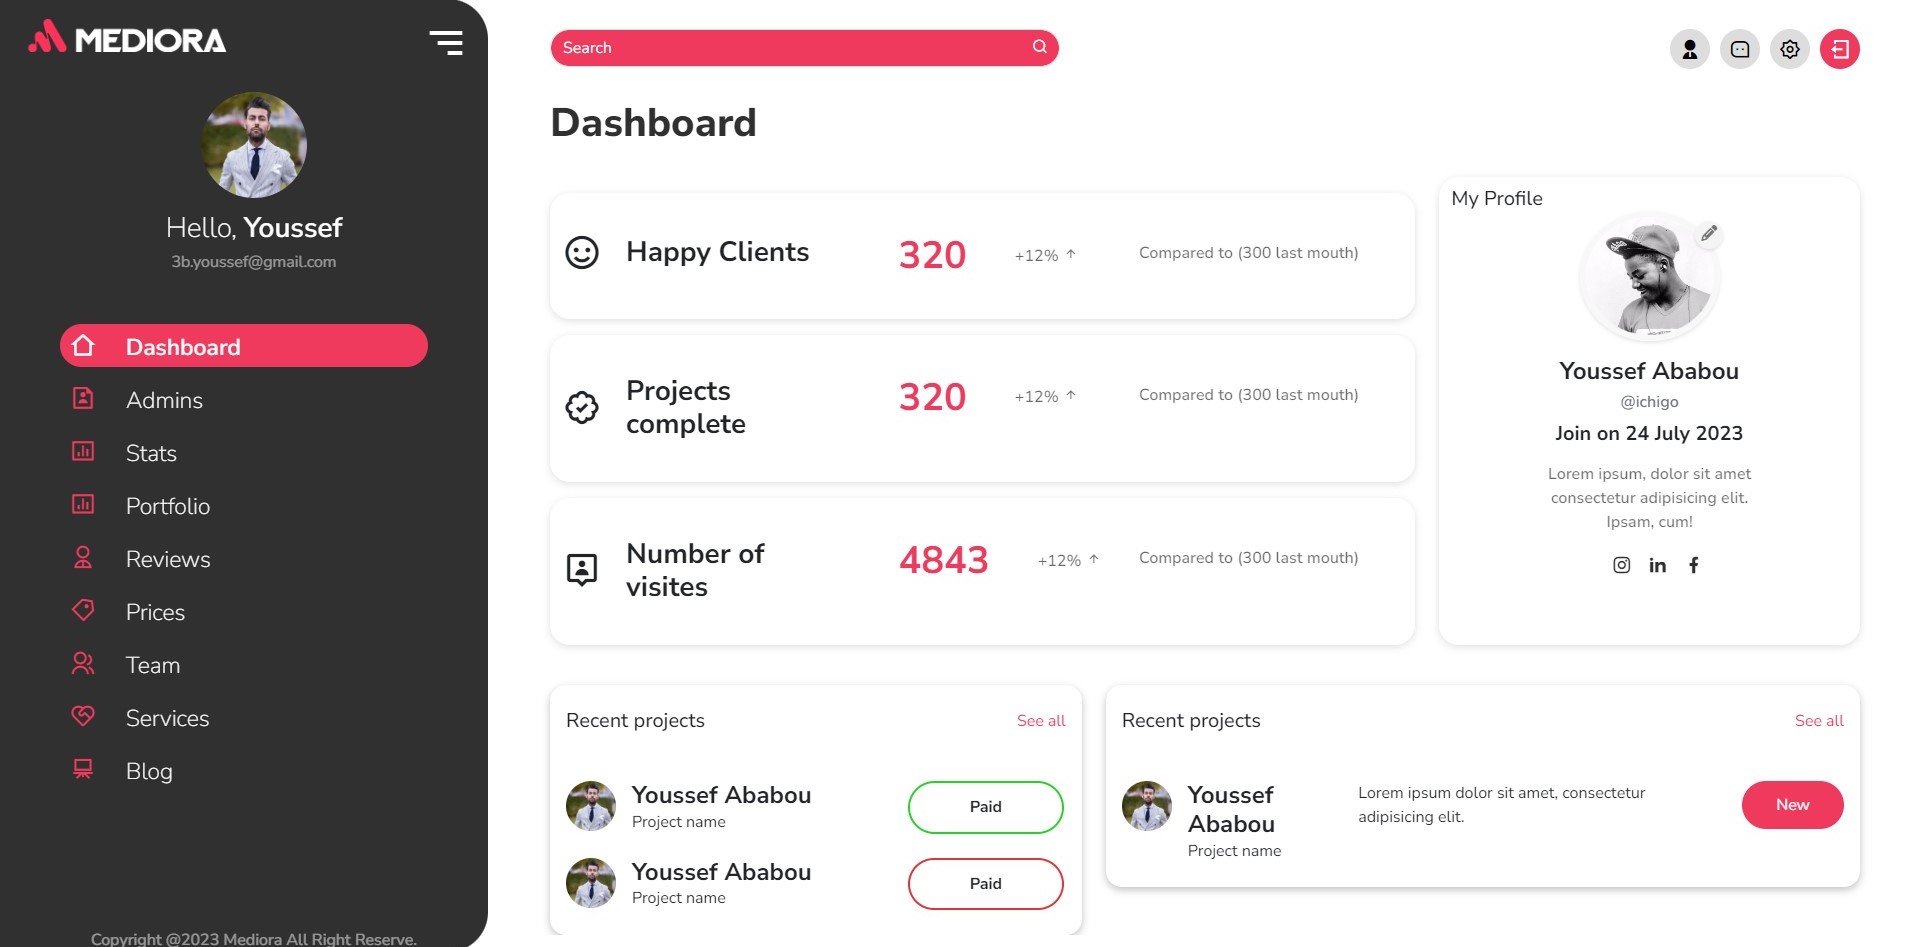 MEDIORA
Hello, Youssef
3b.youssef@gmail.com
Dashboard
Admins
Stats
Portfolio
Reviews
Prices
Team
Services
Blog
Copyright @2023 Mediora All Right Reserve.
Search
Dashboard
Happy Clients
320
+12%
Compared to (300 last mouth)
Projects
complete
320
+12%
Compared to (300 last mouth)
Number of
visites
4843
+12%
Compared to (300 last mouth)
My Profile
Youssef Ababou
@ichigo
Join on 24 July 2023
Lorem ipsum, dolor sit amet
consectetur adipisicing elit.
Ipsam, cum!
Recent projects
See all
Youssef Ababou
Project name
Paid
Youssef Ababou
Project name
Paid
Recent projects
See all
Youssef
Ababou
Project name
Lorem ipsum dolor sit amet, consectetur
adipisicing elit.
New